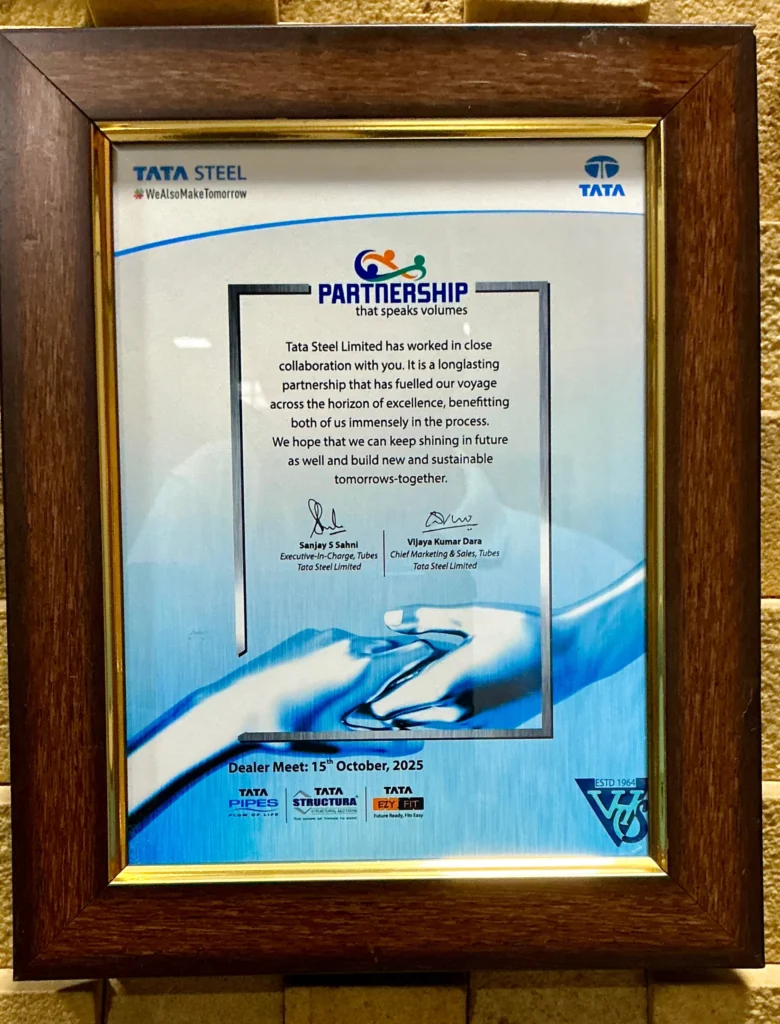 TATA STEEL
#WeAlsoMakeTomorrow
TATA
PARTNERSHIP
that speaks volumes
Tata Steel Limited has worked in close
collaboration with you. It is a longlasting
partnership that has fuelled our voyage
across the horizon of excellence, benefitting
both of us immensely in the process.
We hope that we can keep shining in future
as well and build new and sustainable
tomorrows-together.
Sanjay S Sahni
Executive-In-Charge, Tubes
Tata Steel Limited
Vijaya Kumar Dara
Chief Marketing & Sales, Tubes
Tata Steel Limited
Dealer Meet: 15th October, 2025
TATA
PIPES
FLOW OF LIFE
TATA
STRUCTURA
TATA
EZY FIT
Future Ready, Fits Easy
ESTD 1964